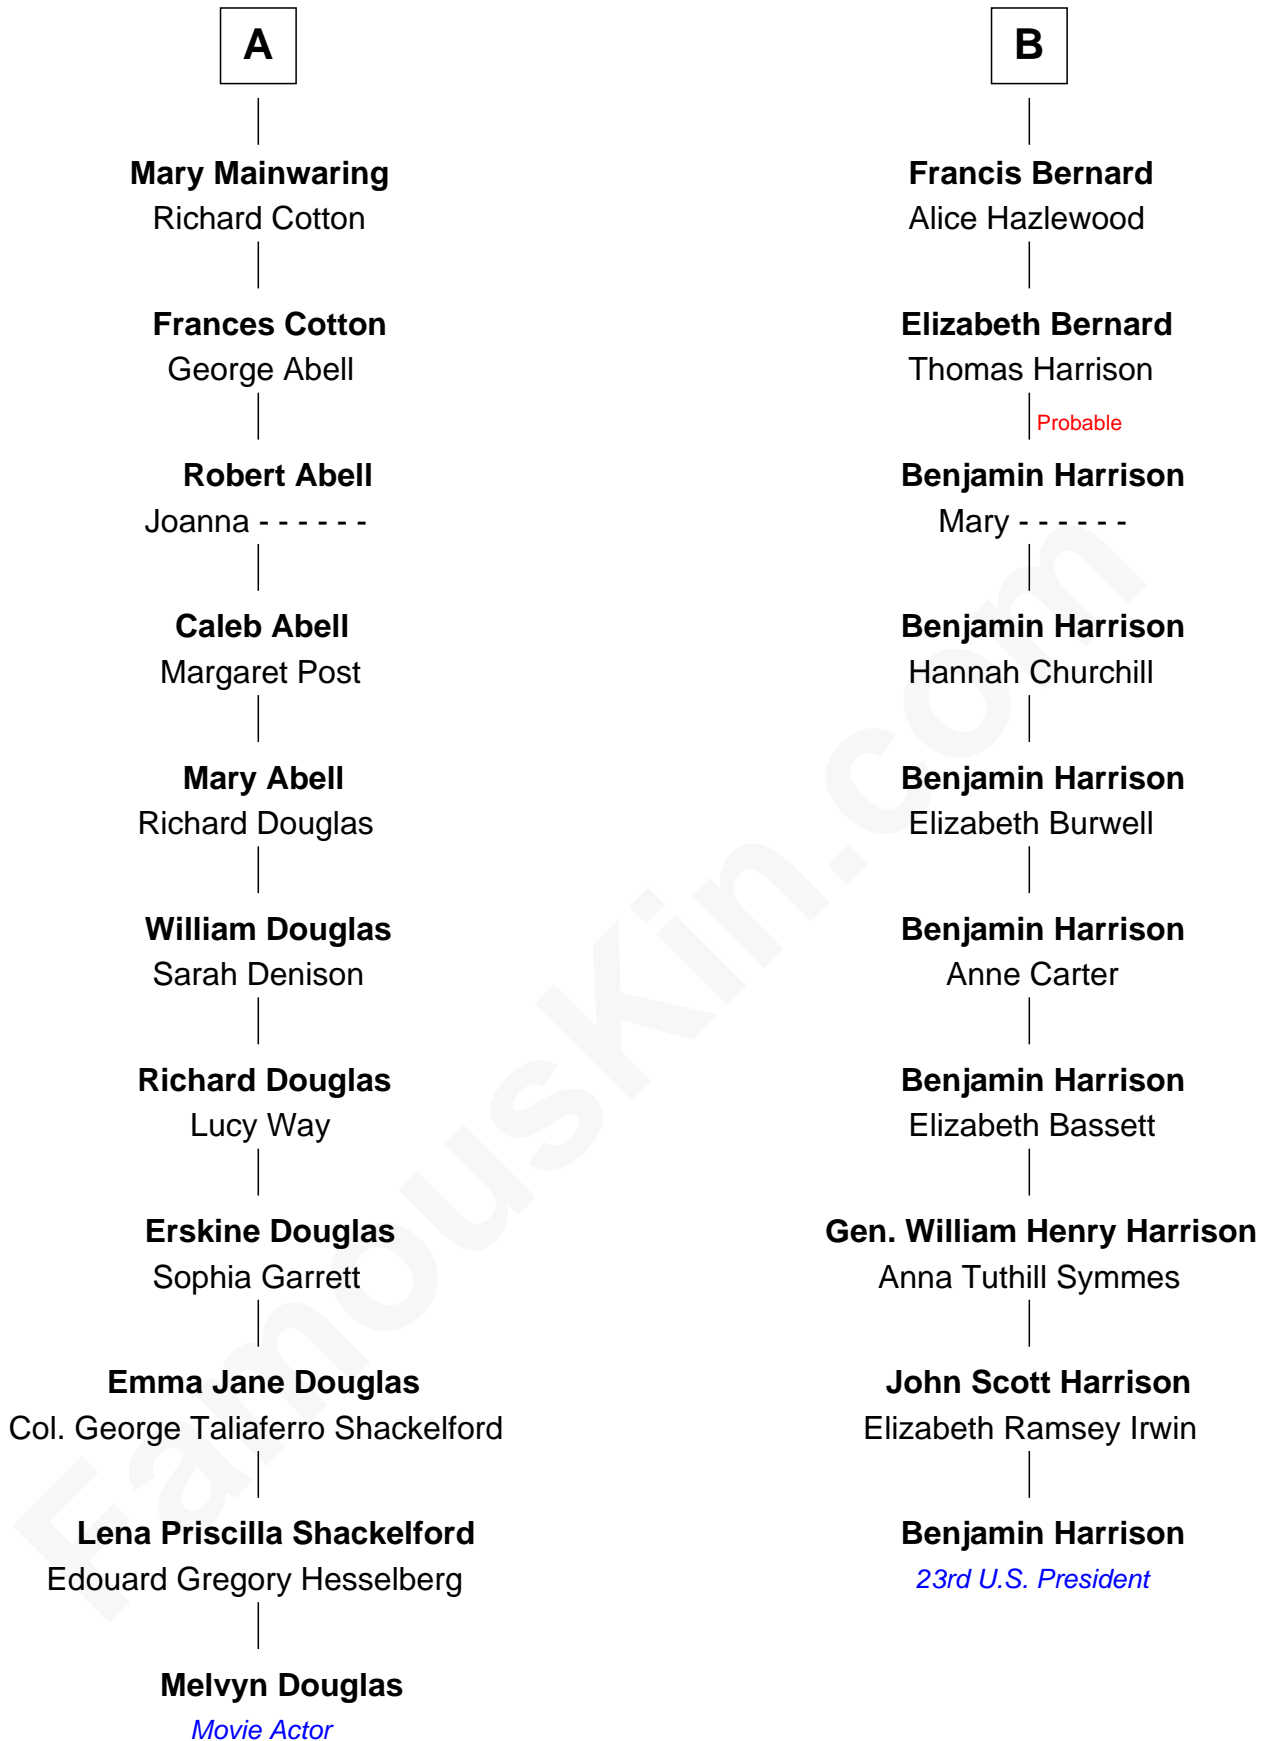 A
Mary Mainwaring
Richard Cotton
Frances Cotton
George Abell
Robert Abell
Joanna - - - - - -
Caleb Abell
Margaret Post
Mary Abell
Richard Douglas
William Douglas
Sarah Denison
Richard Douglas
Lucy Way
Erskine Douglas
Sophia Garrett
Emma Jane Douglas
Col. George Taliaferro Shackelford
Lena Priscilla Shackelford
Edouard Gregory Hesselberg
Melvyn Douglas
Movie Actor
B
Francis Bernard
Alice Hazlewood
Elizabeth Bernard
Thomas Harrison
Probable
Benjamin Harrison
Mary - - - - - -
Benjamin Harrison
Hannah Churchill
Benjamin Harrison
Elizabeth Burwell
Benjamin Harrison
Anne Carter
Benjamin Harrison
Elizabeth Bassett
Gen. William Henry Harrison
Anna Tuthill Symmes
John Scott Harrison
Elizabeth Ramsey Irwin
Benjamin Harrison
23rd U.S. President
FamousKin.com